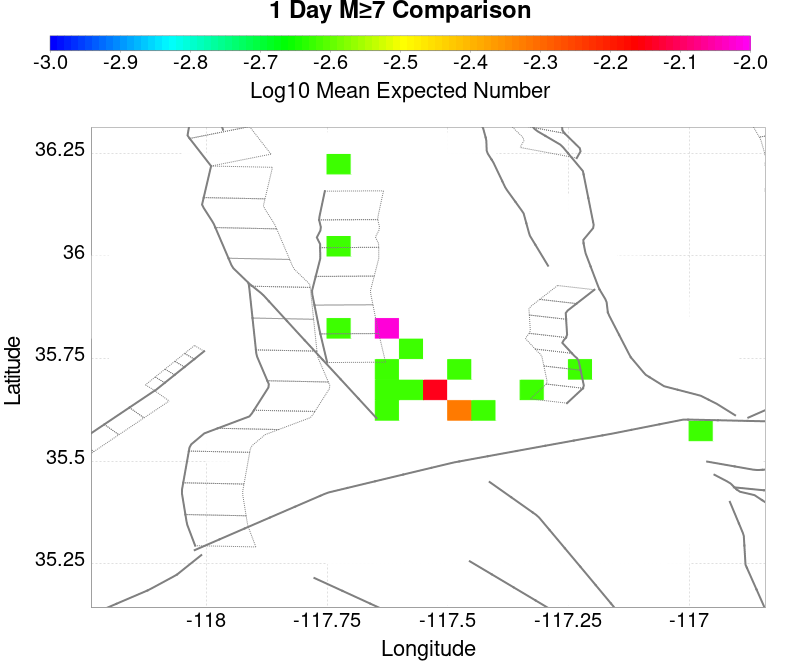 1 Day M≥7 Comparison
-3.0 -2.9 -2.8 -2.7 -2.6 -2.5 -2.4 -2.3 -2.2 -2.1 -2.0
Log10 Mean Expected Number
36.25
36
35.75
35.5
35.25
Latitude
-118 -117.75 -117.5 -117.25 -117
Longitude